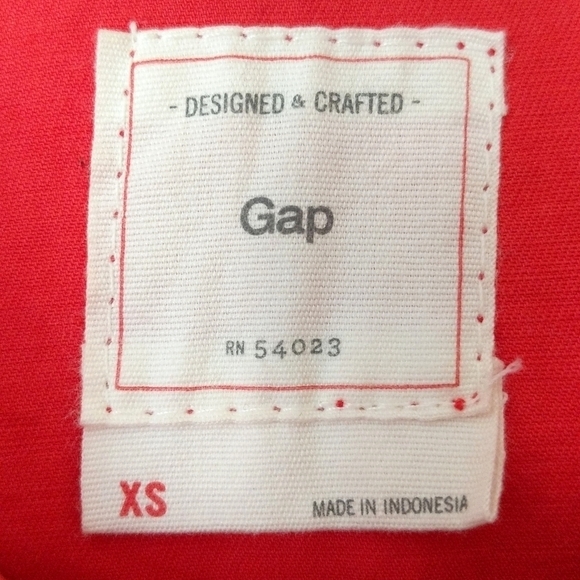 - DESIGNED & CRAFTED -
Gap
RN 54023
XS
MADE IN INDONESIA